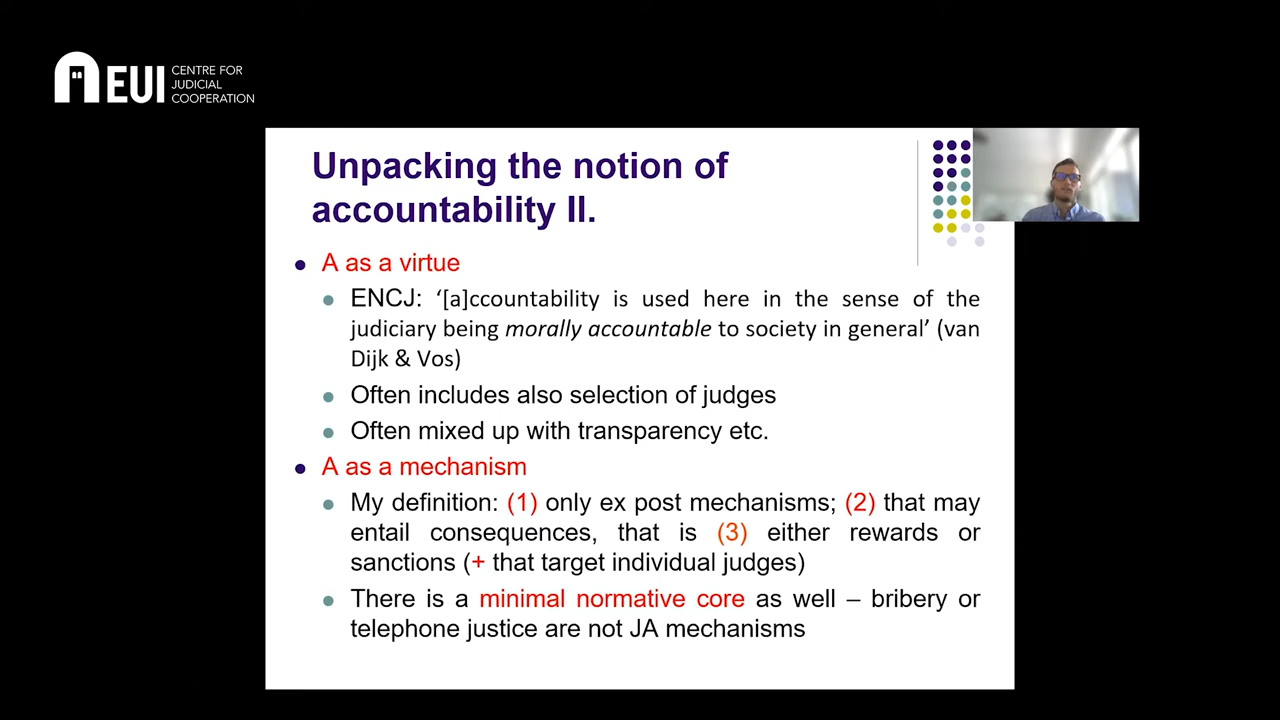 EUI
CENTRE FOR
JUDICIAL
COOPERATION
Unpacking the notion of
accountability II.
A as a virtue
ENCJ: ‘[a]ccountability is used here in the sense of the
judiciary being morally accountable to society in general’ (van
Dijk & Vos)
Often includes also selection of judges
Often mixed up with transparency etc.
A as a mechanism
My definition: (1) only ex post mechanisms; (2) that may
entail consequences, that is (3) either rewards or
sanctions (+ that target individual judges)
There is a minimal normative core as well – bribery or
telephone justice are not JA mechanisms